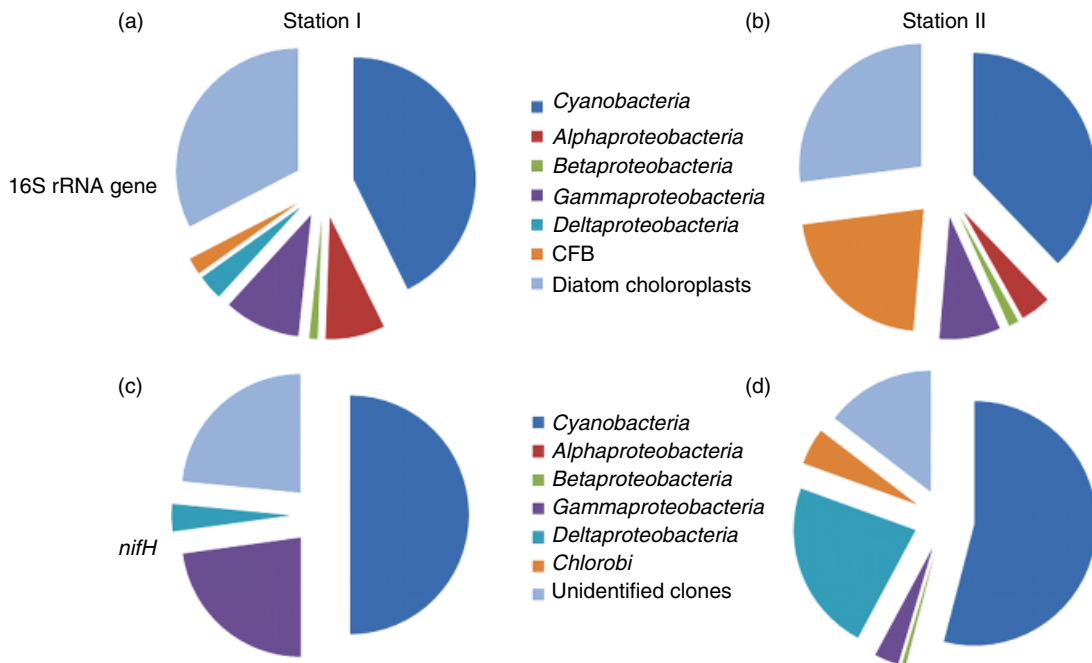 (a)
Station I
(b)
Station II
16S rRNA gene
Cyanobacteria
Alphaproteobacteria
Betaproteobacteria
Gammaproteobacteria
Deltaproteobacteria
CFB
Diatom choloroplasts
(c)
(d)
nifH
Cyanobacteria
Alphaproteobacteria
Betaproteobacteria
Gammaproteobacteria
Deltaproteobacteria
Chlorobi
Unidentified clones